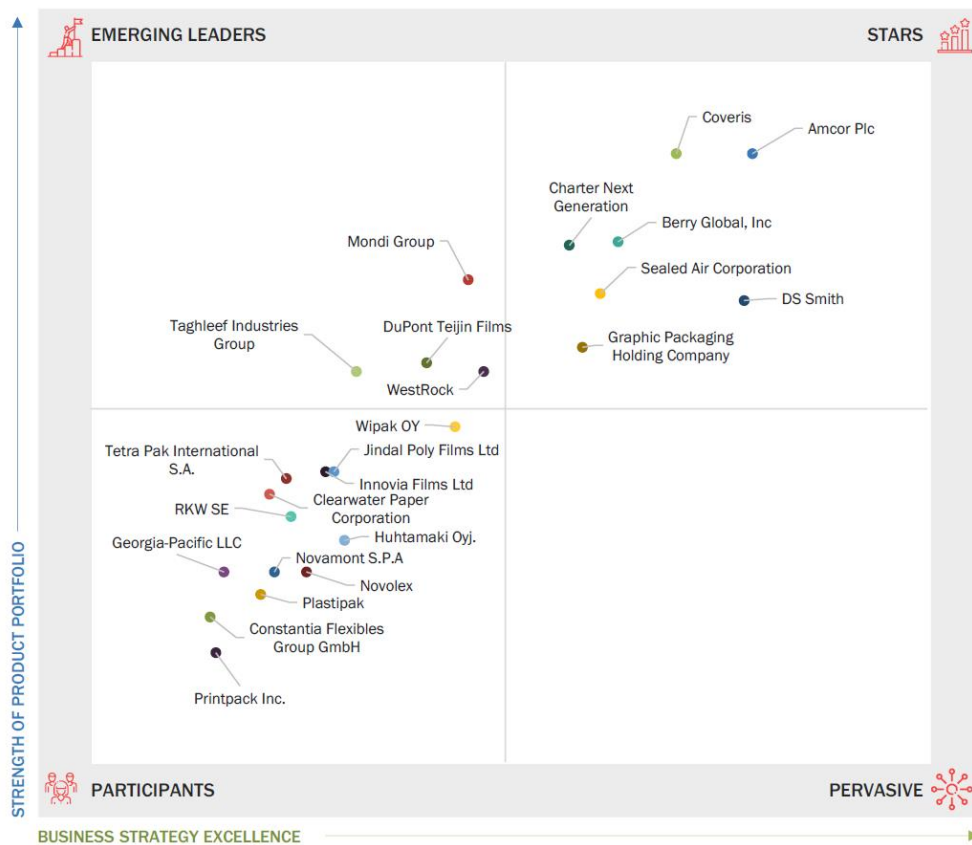 EMERGING LEADERS
STARS
Coveris
Amcor Plc
Charter Next
Generation
Berry Global, Inc
Mondi Group
Sealed Air Corporation
DS Smith
Taghleef Industries
Group
DuPont Teijin Films
Graphic Packaging
Holding Company
WestRock
Wipak OY
Tetra Pak International
S.A.
Jindal Poly Films Ltd
Innovia Films Ltd
Clearwater Paper
Corporation
RKW SE
Huhtamaki Oyj.
Georgia-Pacific LLC
Novamont S.P.A
Novolex
Plastipak
Constantia Flexibles
Group GmbH
Printpack Inc.
PARTICIPANTS
PERVASIVE
STRENGTH OF PRODUCT PORTFOLIO
BUSINESS STRATEGY EXCELLENCE